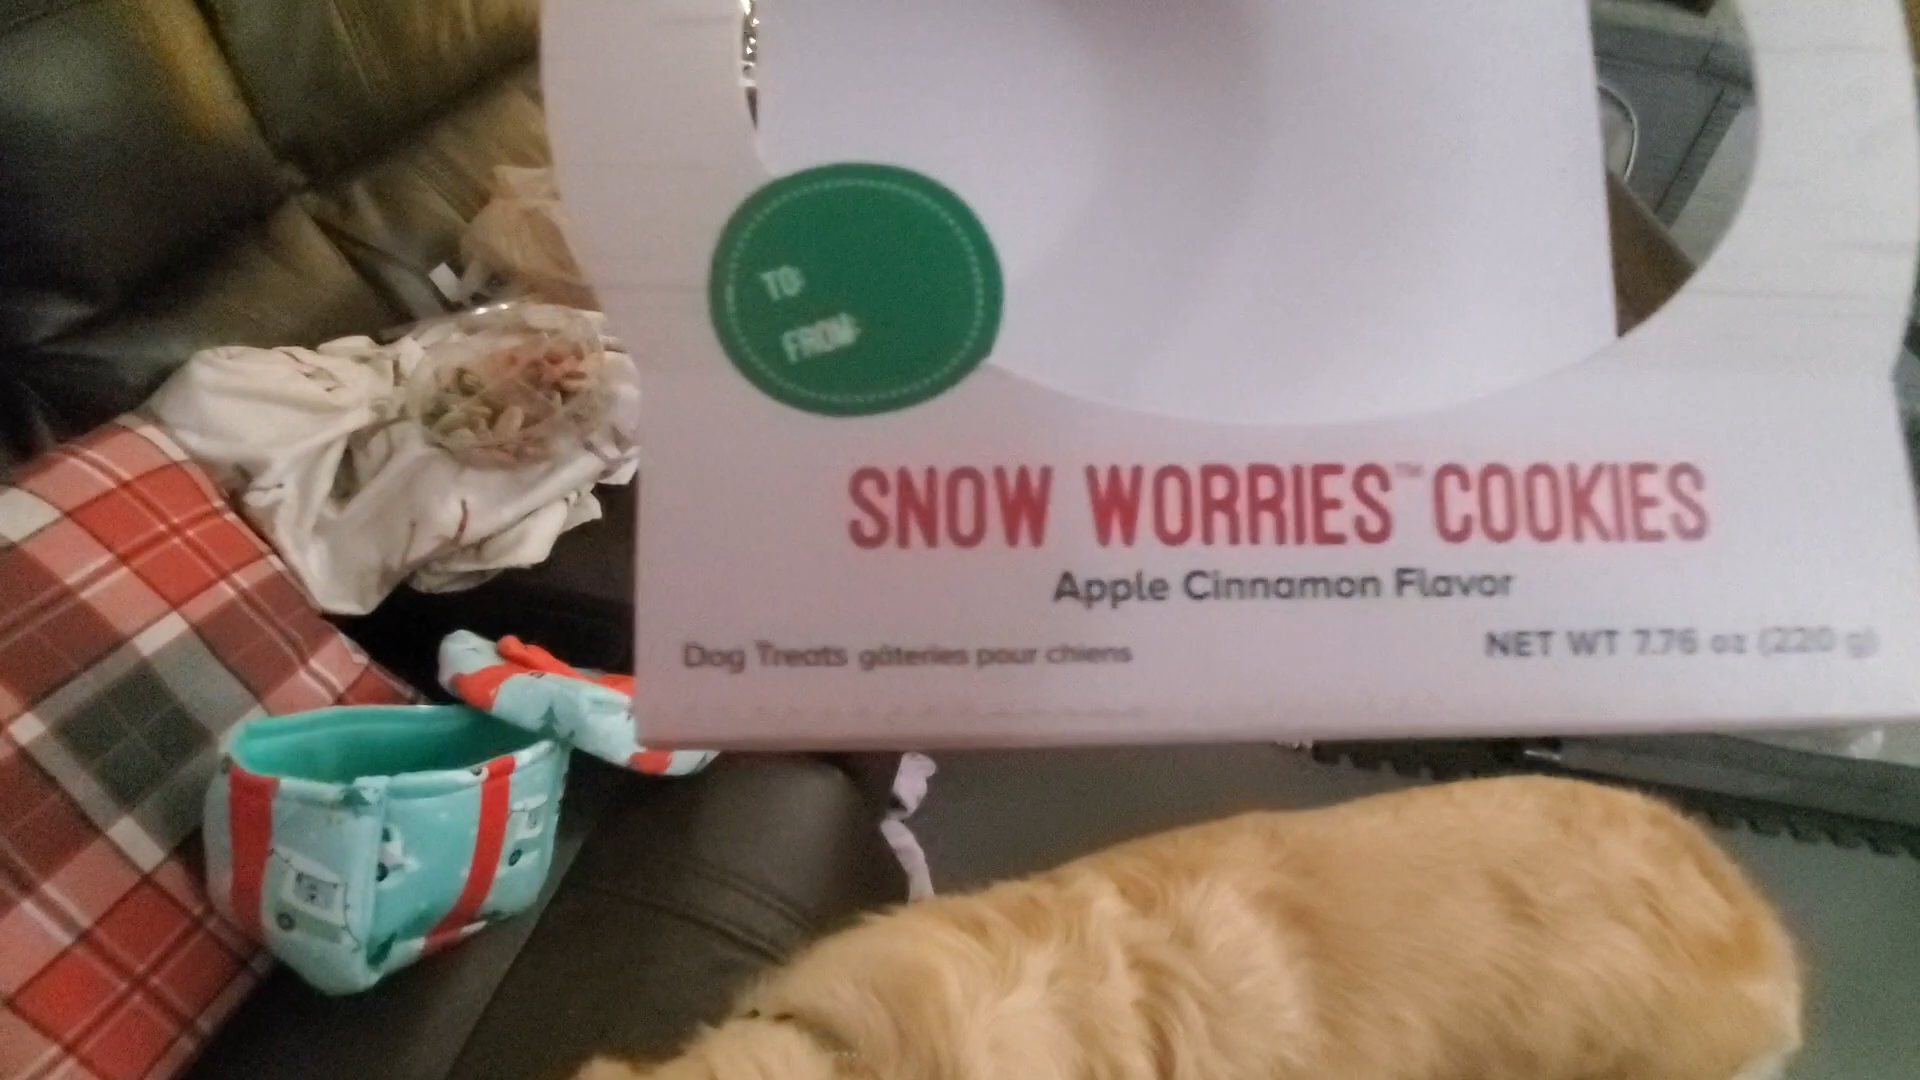 TO:
FROM:
SNOW WORRIES™ COOKIES
Apple Cinnamon Flavor
Dog Treats gâteries pour chiens
NET WT 7.76 oz (220 g)